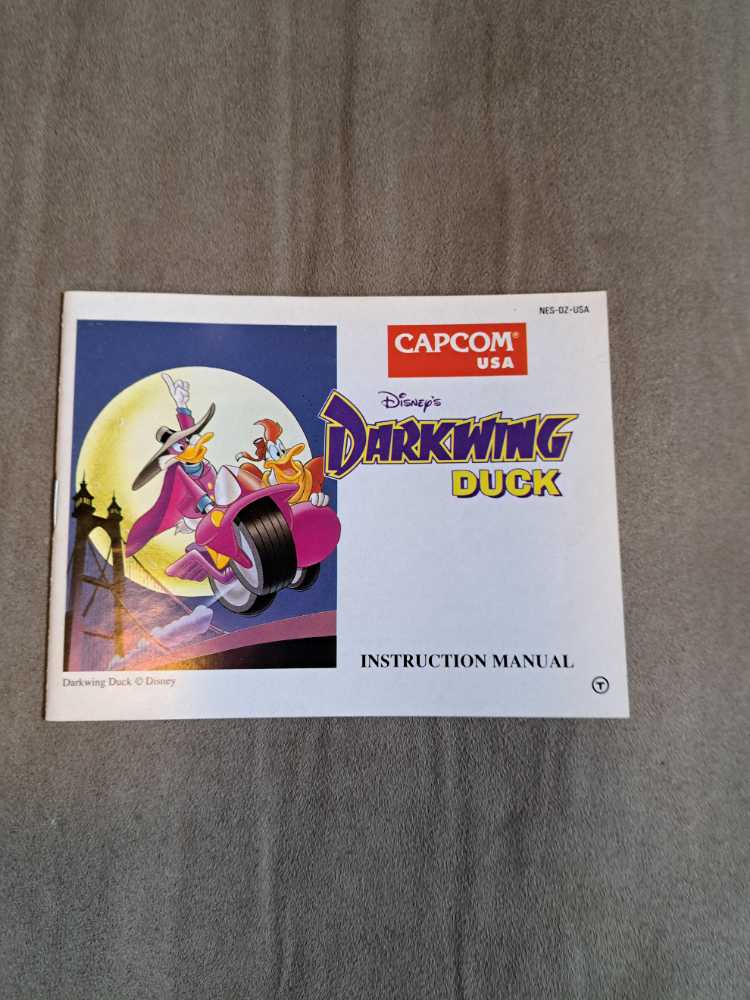 NES-DZ-USA
CAPCOM®
USA
Disney's
DARKWING
DUCK
INSTRUCTION MANUAL
Darkwing Duck © Disney
T